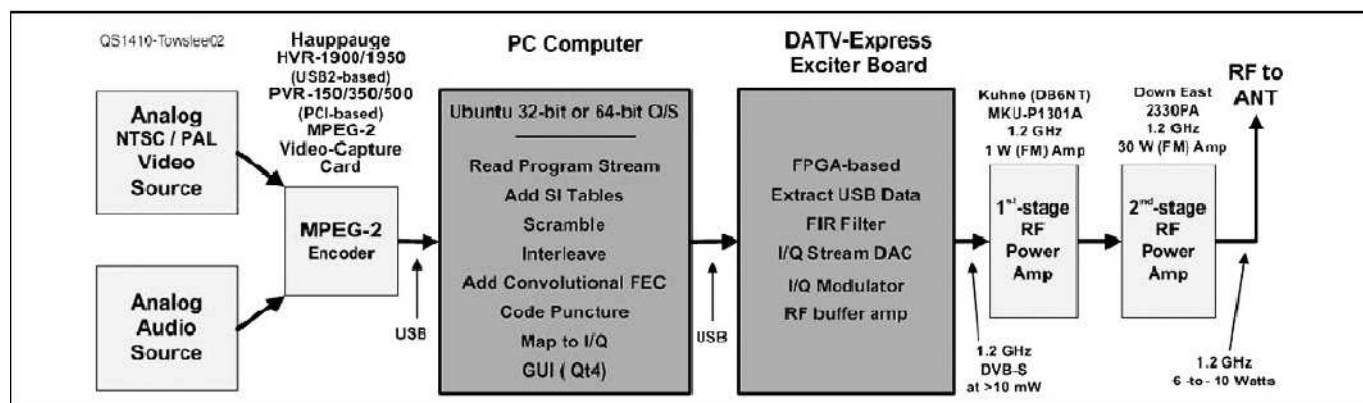 QS1410-Towslee02
Analog
NTSC / PAL
Video
Source
Analog
Audio
Source
Hauppauge
HVR-1900/1950
(USB2-based)
PVR-150/350/500
(PCI-based)
MPEG-2
Video-Capture
Card
MPEG-2
Encoder
USB
PC Computer
Ubuntu 32-bit or 64-bit O/S
Read Program Stream
Add SI Tables
Scramble
Interleave
Add Convolutional FEC
Code Puncture
Map to I/Q
GUI ( Qt4)
USB
DATV-Express
Exciter Board
FPGA-based
Extract USB Data
FIR Filter
I/Q Stream DAC
I/Q Modulator
RF buffer amp
1.2 GHz
DVB-S
at >10 mW
Kuhne (DB6NT)
MKU-P1301A
1.2 GHz
1 W (FM) Amp
1st-stage
RF
Power
Amp
Down East
2330PA
1.2 GHz
30 W (FM) Amp
2nd-stage
RF
Power
Amp
RF to
ANT
1.2 GHz
6 -to - 10 Watts